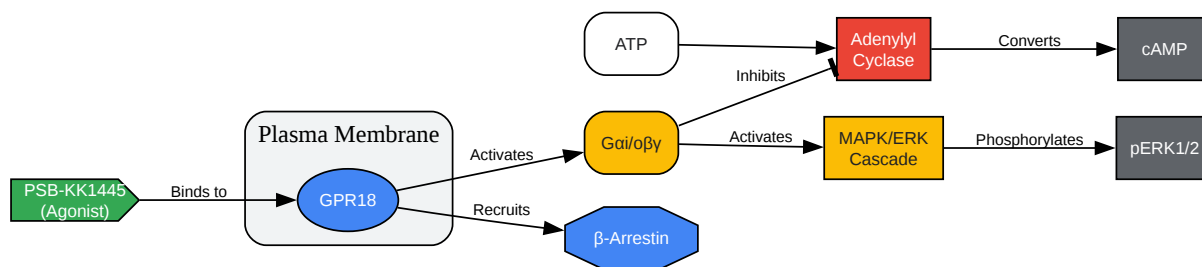 PSB-KK1445
(Agonist)
Binds to
Plasma Membrane
GPR18
Activates
Recruits
ATP
Gαi/oβγ
β-Arrestin
Inhibits
Activates
Adenylyl
Cyclase
MAPK/ERK
Cascade
Converts
Phosphorylates
cAMP
pERK1/2